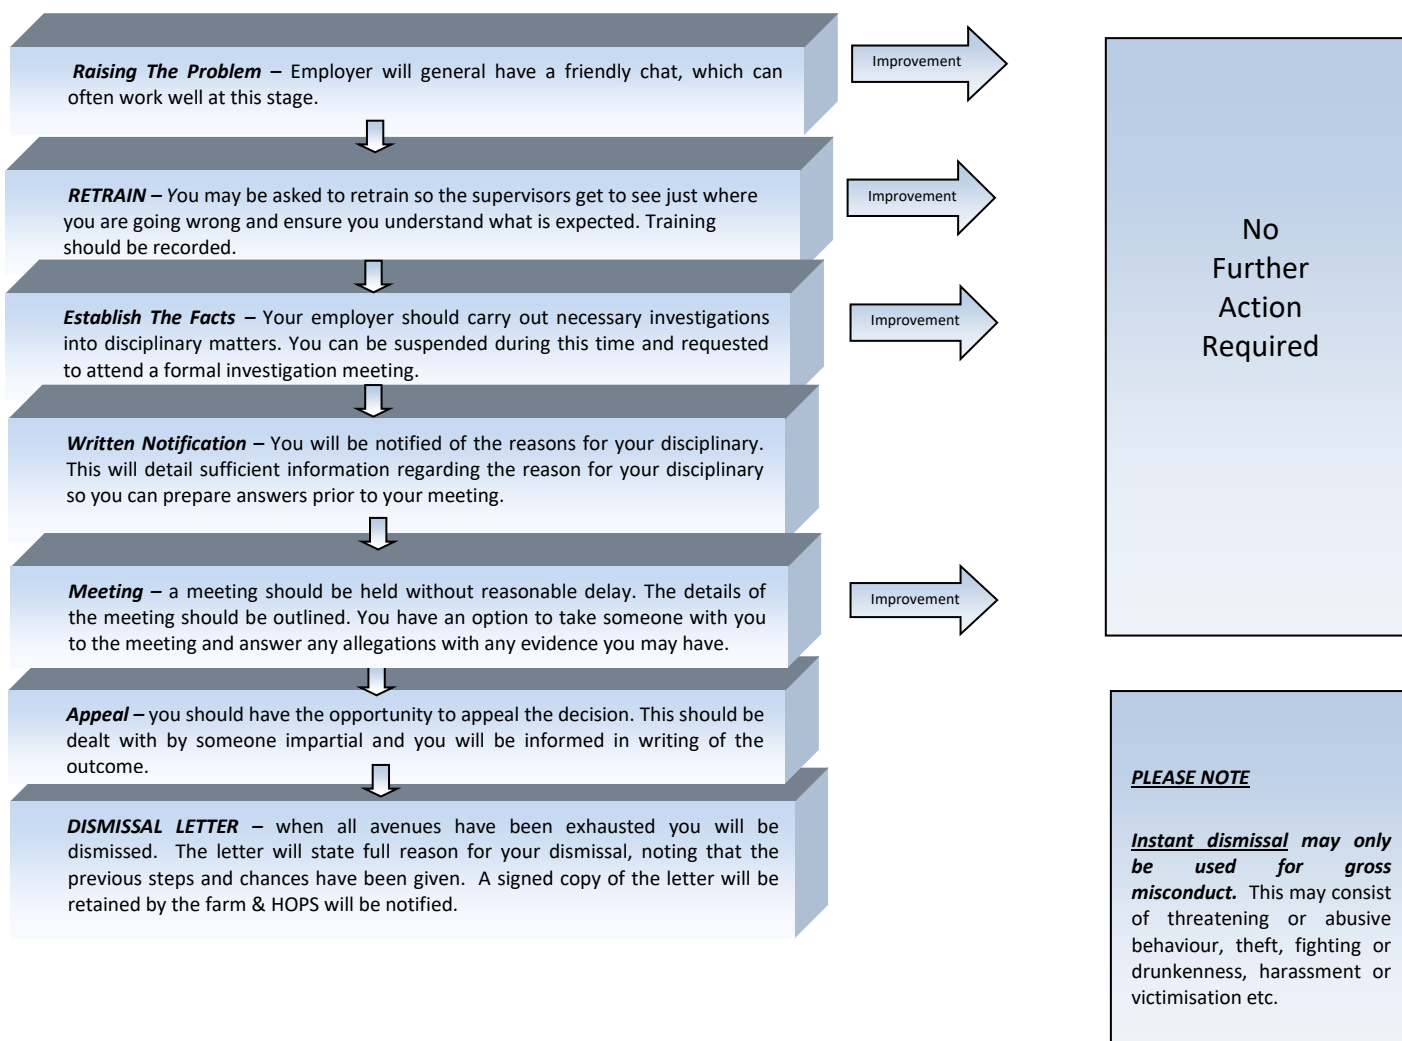 Raising The Problem – Employer will general have a friendly chat, which can
often work well at this stage.
Improvement
RETRAIN – You may be asked to retrain so the supervisors get to see just where
you are going wrong and ensure you understand what is expected. Training
should be recorded.
Improvement
Establish The Facts – Your employer should carry out necessary investigations
into disciplinary matters. You can be suspended during this time and requested
to attend a formal investigation meeting.
Improvement
Written Notification – You will be notified of the reasons for your disciplinary.
This will detail sufficient information regarding the reason for your disciplinary
so you can prepare answers prior to your meeting.
Meeting – a meeting should be held without reasonable delay. The details of
the meeting should be outlined. You have an option to take someone with you
to the meeting and answer any allegations with any evidence you may have.
Improvement
Appeal – you should have the opportunity to appeal the decision. This should be
dealt with by someone impartial and you will be informed in writing of the
outcome.
DISMISSAL LETTER – when all avenues have been exhausted you will be
dismissed. The letter will state full reason for your dismissal, noting that the
previous steps and chances have been given. A signed copy of the letter will be
retained by the farm & HOPS will be notified.
No
Further
Action
Required
PLEASE NOTE
Instant dismissal may only
be used for gross
misconduct. This may consist
of threatening or abusive
behaviour, theft, fighting or
drunkenness, harassment or
victimisation etc.